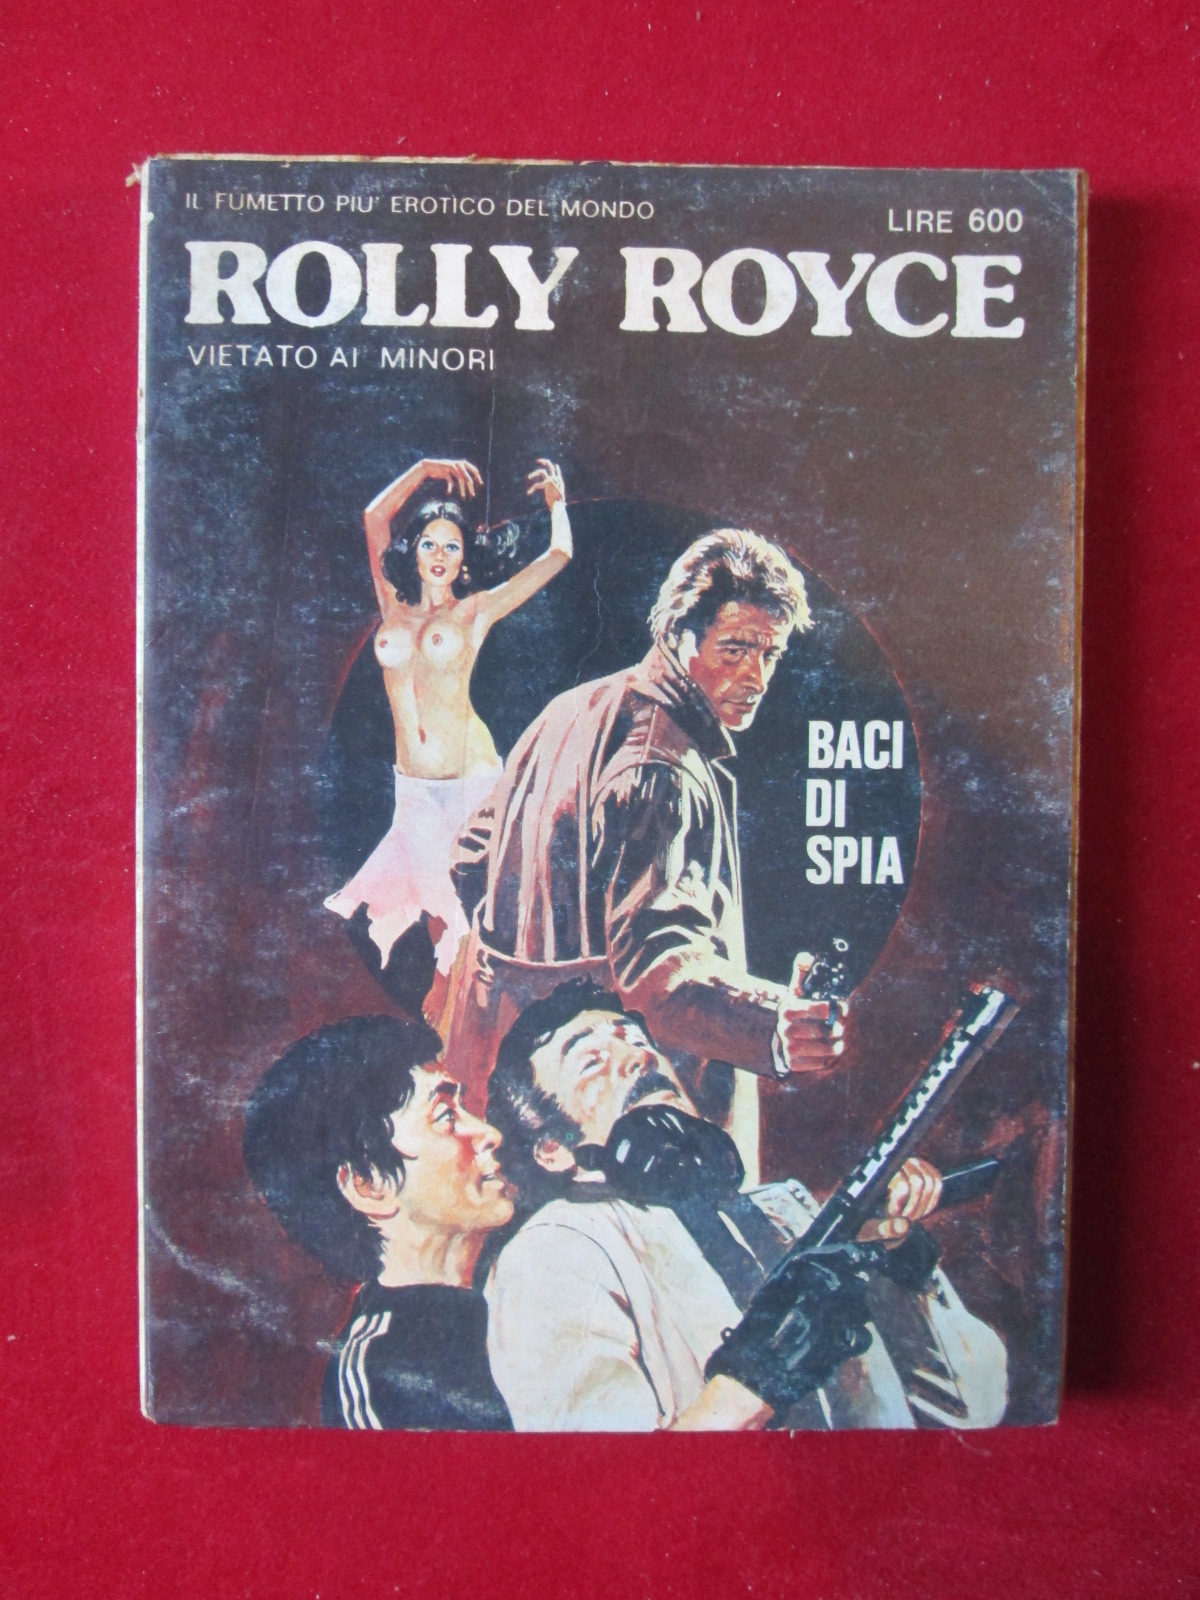 IL FUMETTO PIU' EROTICO DEL MONDO
LIRE 600
ROLLY ROYCE
VIETATO AI MINORI
BACI
DI
SPIA